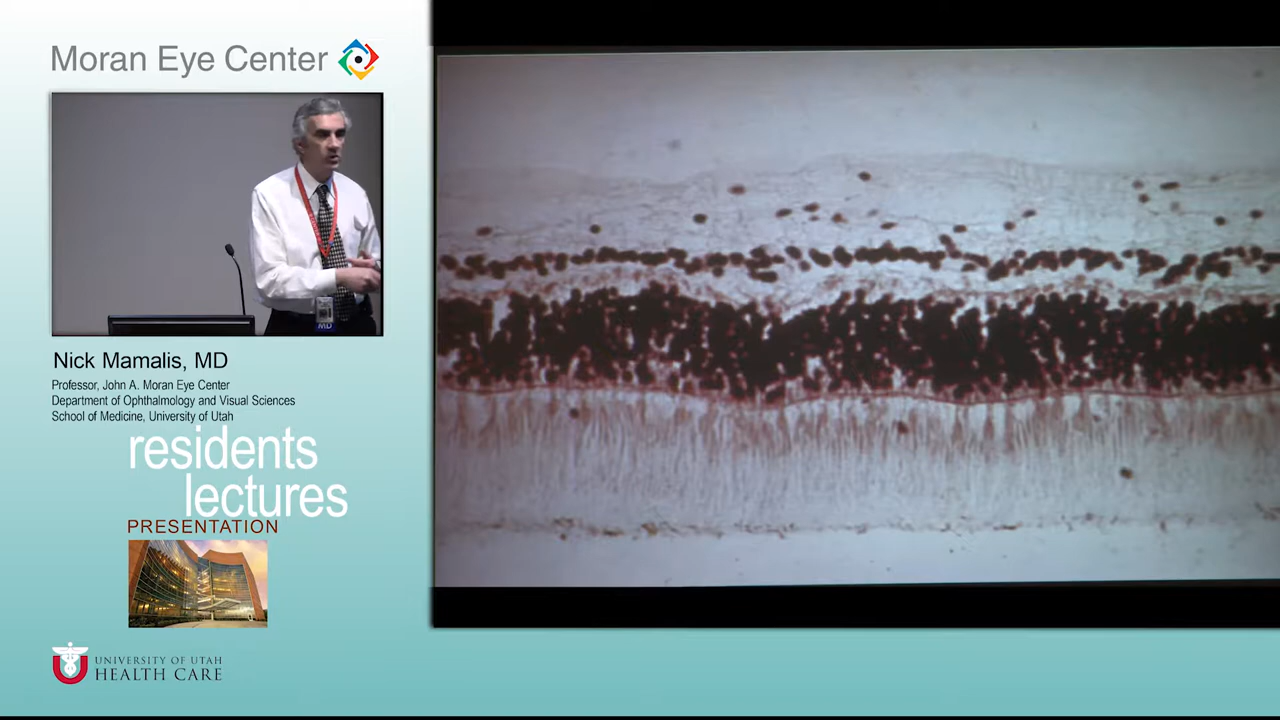 Moran Eye Center
MD
Nick Mamalis, MD
Professor, John A. Moran Eye Center
Department of Ophthalmology and Visual Sciences
School of Medicine, University of Utah
residents
lectures
PRESENTATION
UNIVERSITY OF UTAH
HEALTH CARE